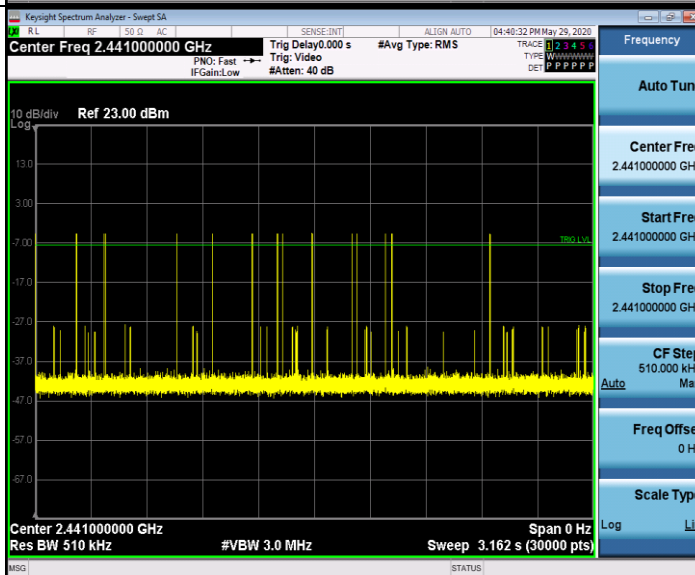 Keysight Spectrum Analyzer - Swept SA
RL RF 50 Ω AC SENSE:INT ALIGN AUTO 04:40:32 PM May 29, 2020
Center Freq 2.441000000 GHz
PNO: Fast
IFGain:Low
Trig Delay0.000 s
Trig: Video
#Atten: 40 dB
#Avg Type: RMS
TRACE 1 2 3 4 5 6
TYPE WWWWWW
DET P P P P P P
10 dB/div Ref 23.00 dBm
Log
13.0
3.00
-7.00
TRIG LVL
-17.0
-27.0
-37.0
-47.0
-57.0
-67.0
Center 2.441000000 GHz Span 0 Hz
Res BW 510 kHz #VBW 3.0 MHz Sweep 3.162 s (30000 pts)
MSG STATUS
Frequency
Auto Tun
Center Fre
2.441000000 GH
Start Fre
2.441000000 GH
Stop Fre
2.441000000 GH
CF Step
510.000 kH
Auto Ma
Freq Offse
0 H
Scale Type
Log Li